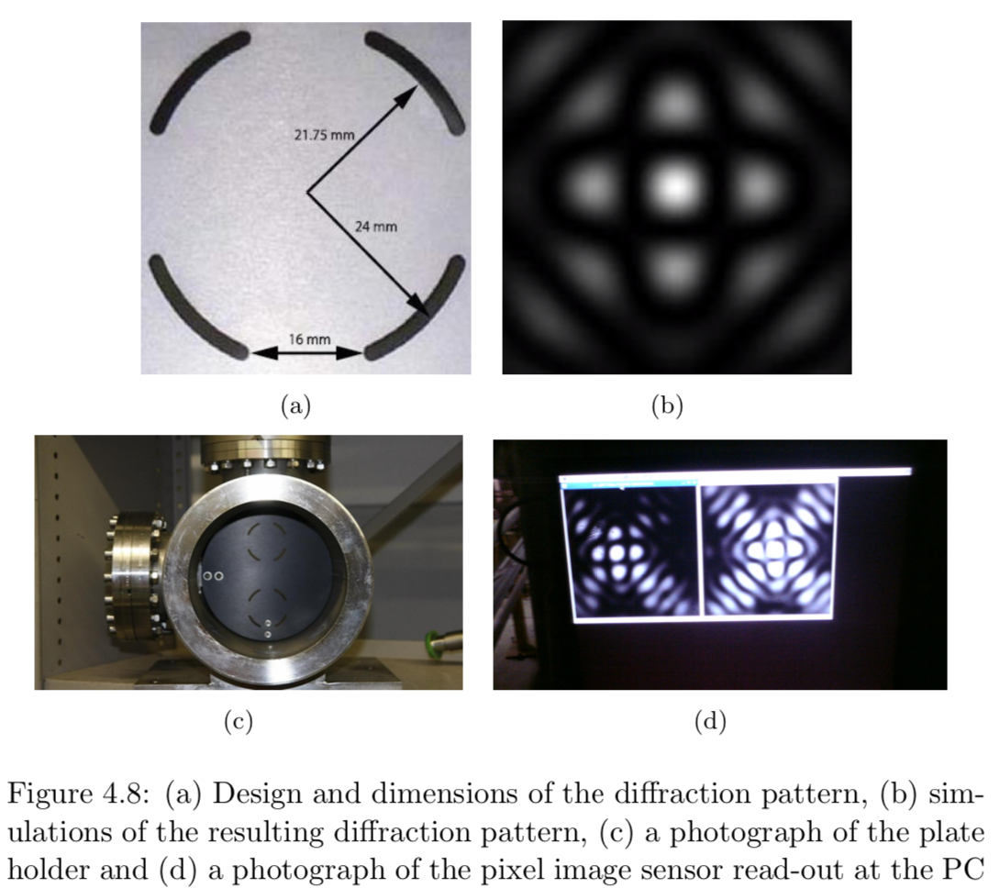 21.75 mm
24 mm
16 mm
(a)
(b)
(c)
(d)
Figure 4.8: (a) Design and dimensions of the diffraction pattern, (b) sim-
ulations of the resulting diffraction pattern, (c) a photograph of the plate
holder and (d) a photograph of the pixel image sensor read-out at the PC